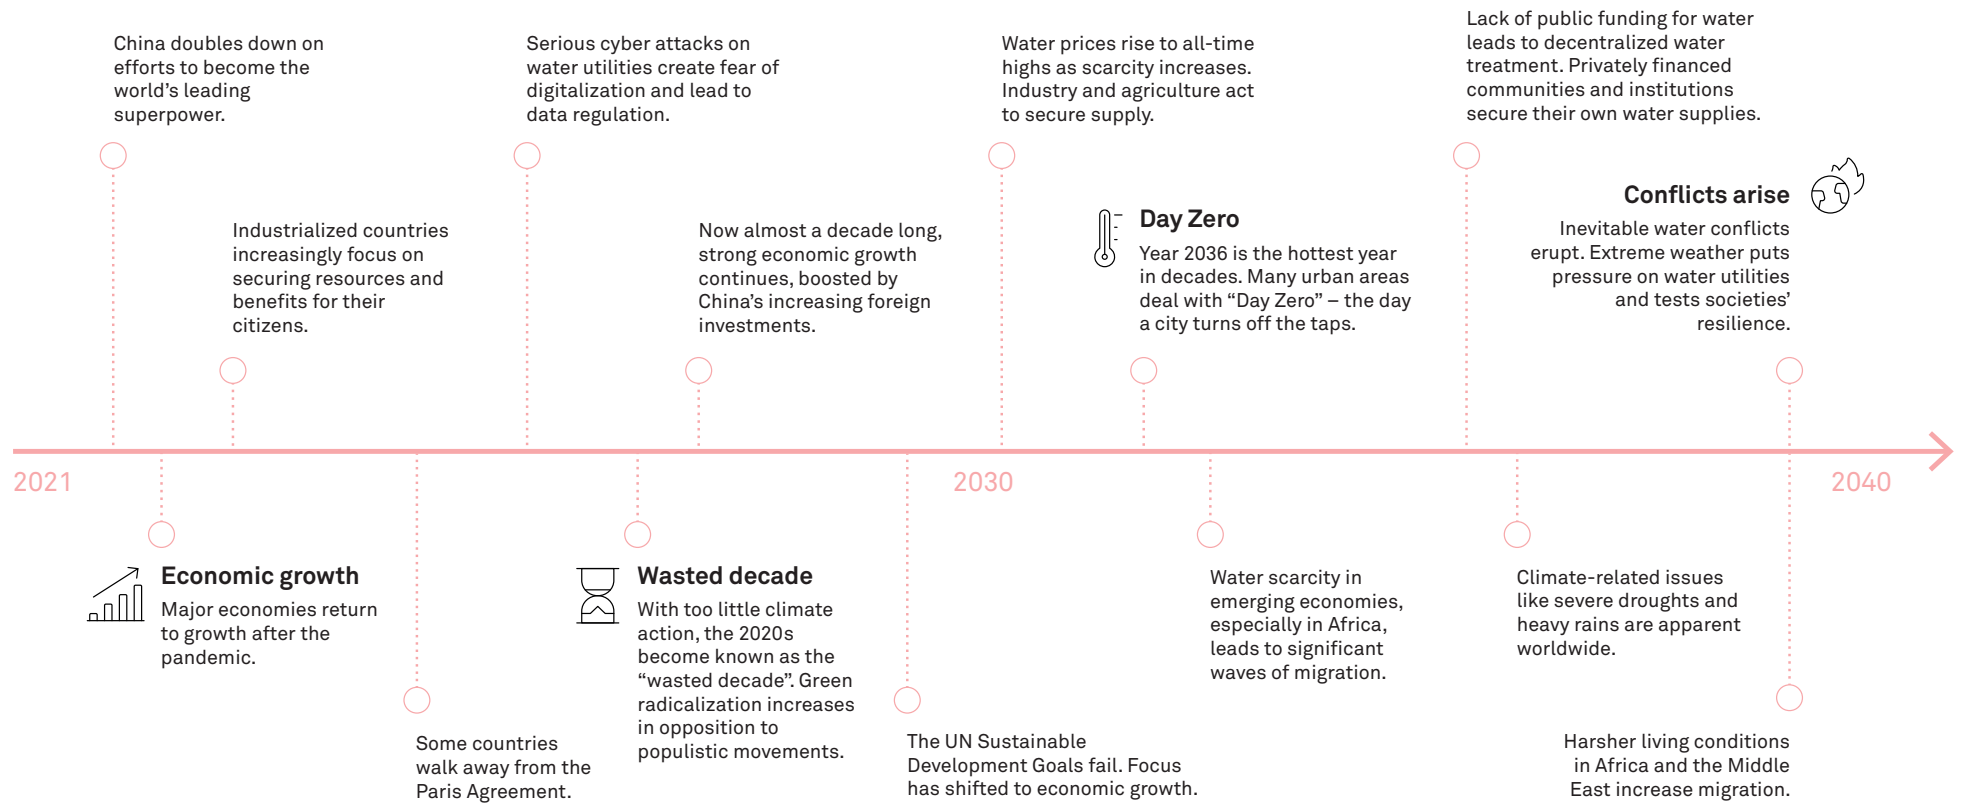 China doubles down on
efforts to become the
world's leading
superpower.
Serious cyber attacks on
water utilities create fear of
digitalization and lead to
data regulation.
Water prices rise to all-time
highs as scarcity increases.
Industry and agriculture act
to secure supply.
Lack of public funding for water
leads to decentralized water
treatment. Privately financed
communities and institutions
secure their own water supplies.
Industrialized countries
increasingly focus on
securing resources and
benefits for their
citizens.
Now almost a decade long,
strong economic growth
continues, boosted by
China's increasing foreign
investments.
Day Zero
Year 2036 is the hottest year
in decades. Many urban areas
deal with “Day Zero” – the day
a city turns off the taps.
Conflicts arise
Inevitable water conflicts
erupt. Extreme weather puts
pressure on water utilities
and tests societies’
resilience.
2021
2030
2040
Economic growth
Major economies return
to growth after the
pandemic.
Some countries
walk away from the
Paris Agreement.
Wasted decade
With too little climate
action, the 2020s
become known as the
“wasted decade”. Green
radicalization increases
in opposition to
populistic movements.
The UN Sustainable
Development Goals fail. Focus
has shifted to economic growth.
Water scarcity in
emerging economies,
especially in Africa,
leads to significant
waves of migration.
Climate-related issues
like severe droughts and
heavy rains are apparent
worldwide.
Harsher living conditions
in Africa and the Middle
East increase migration.